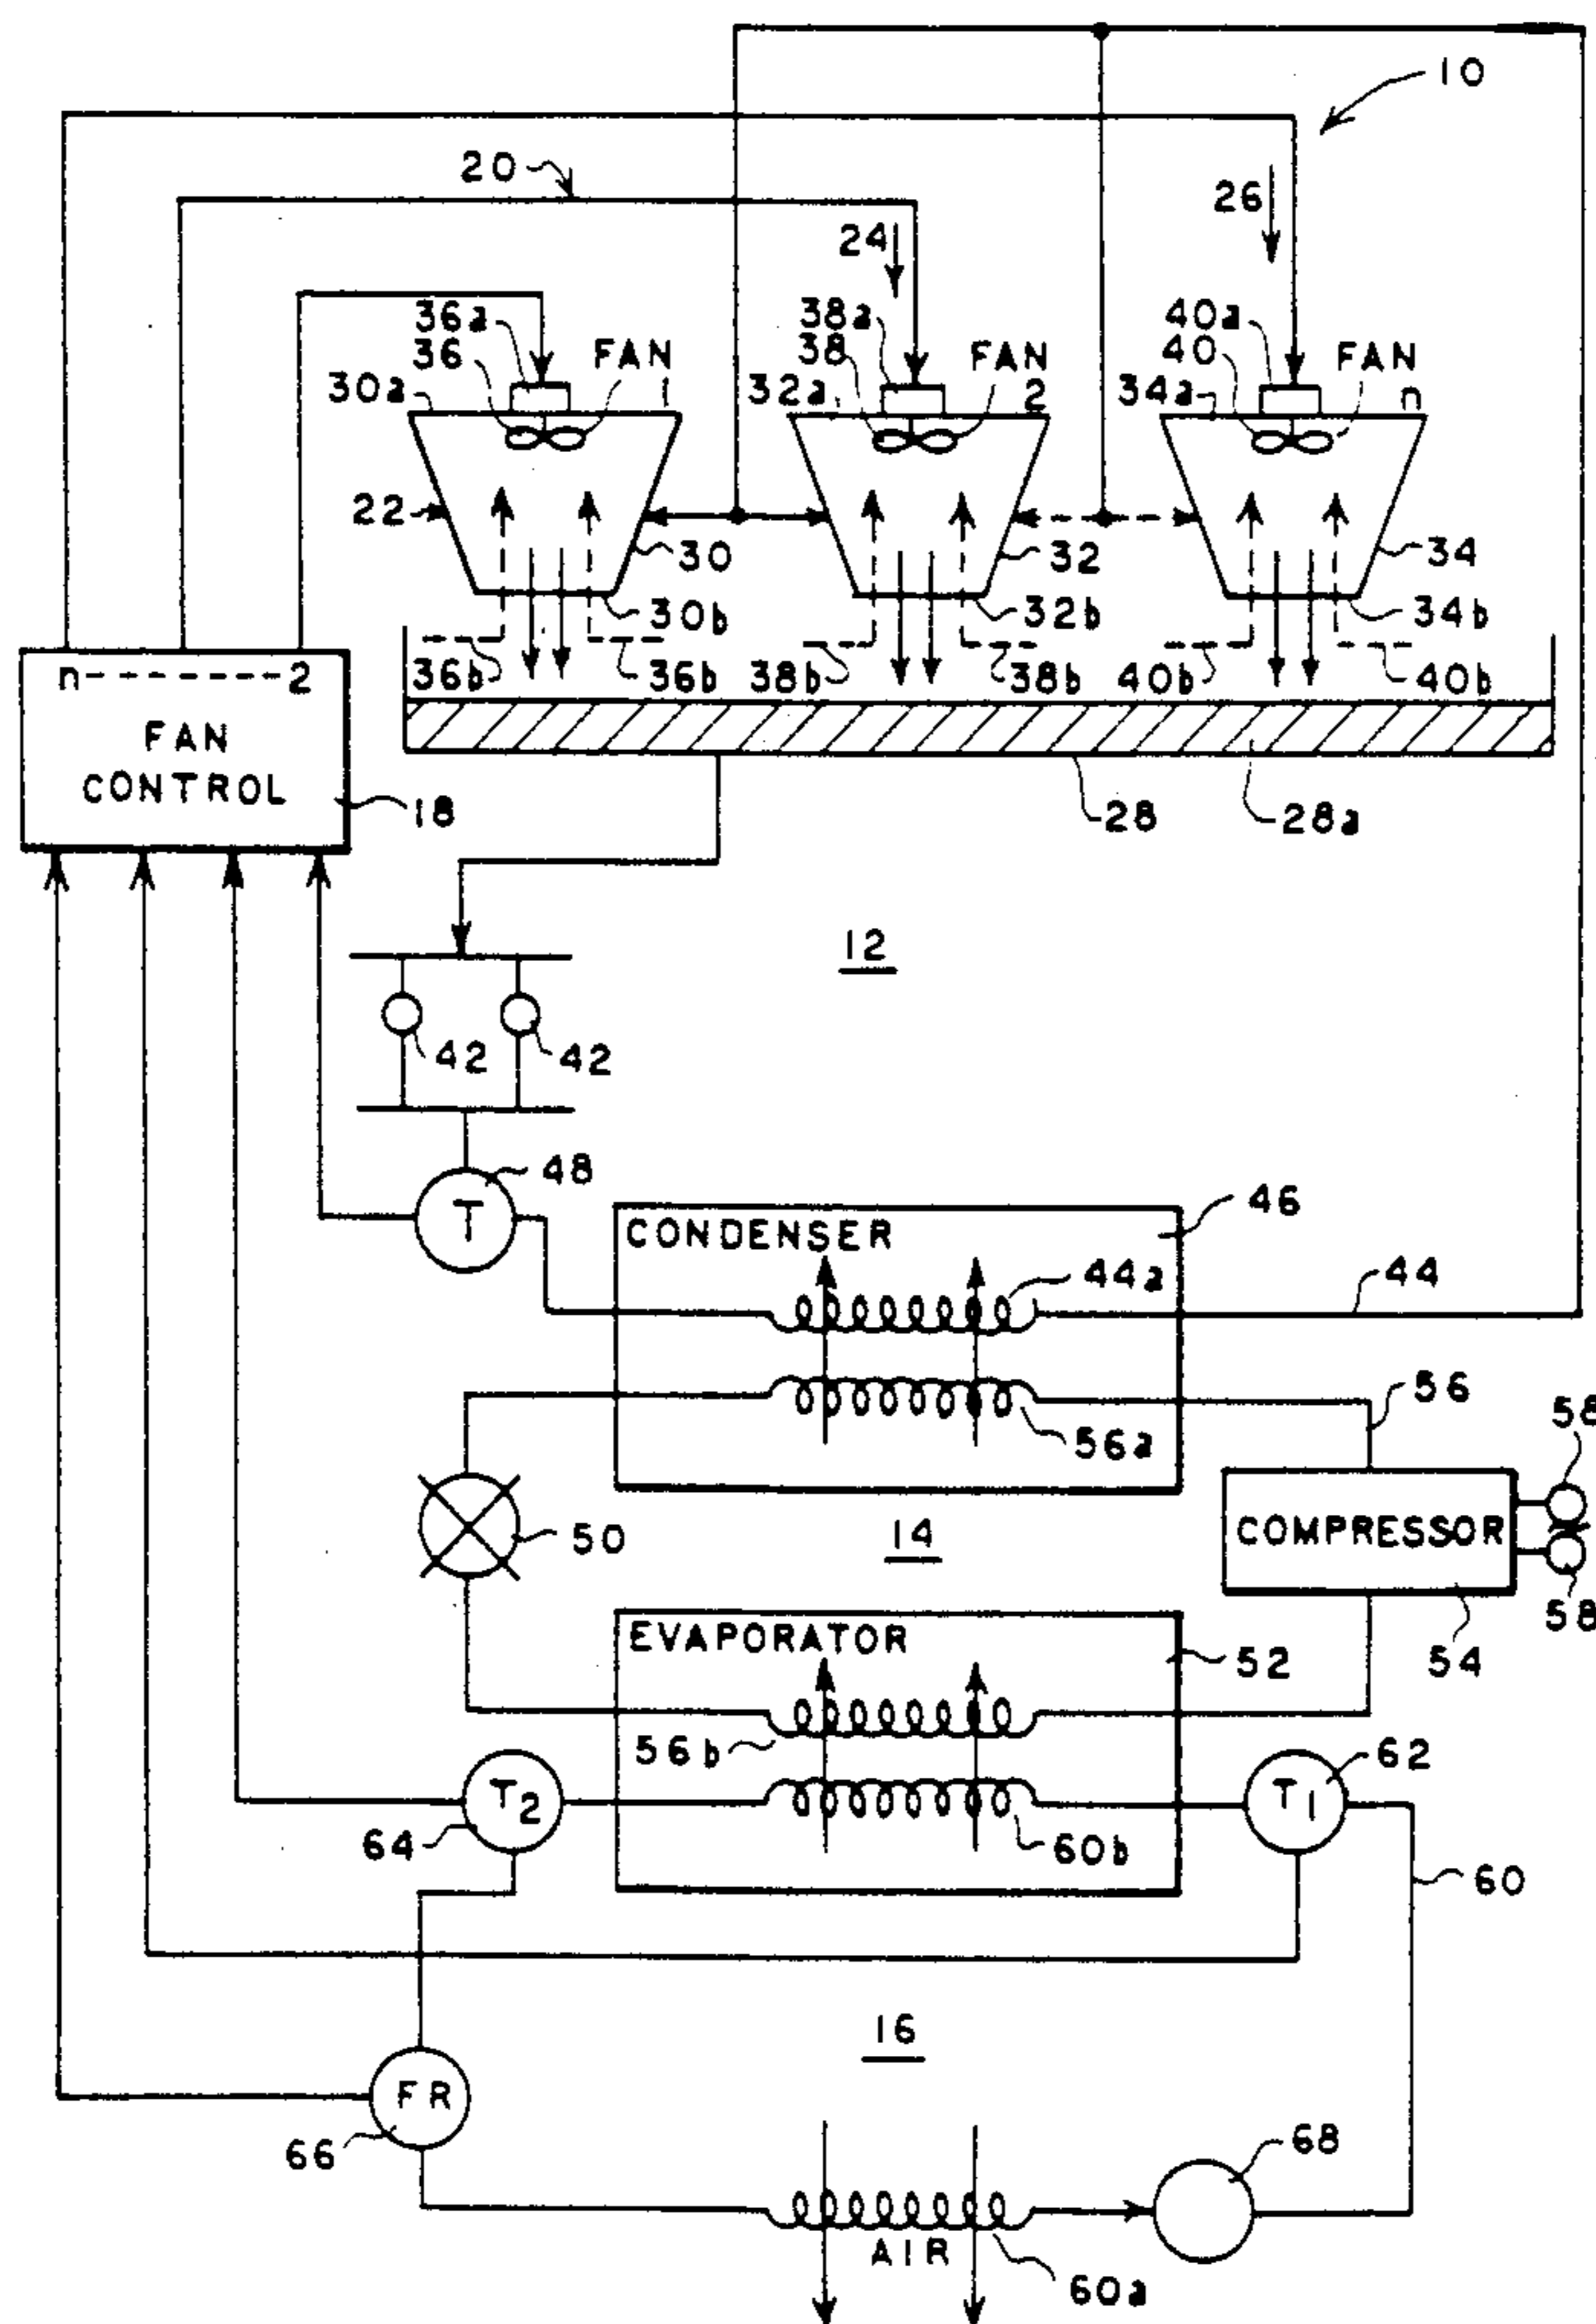 10
20
24
26
36a
36
FAN
1
30a
38a
38
FAN
2
32a
40a
40
FAN
n
34a
22
30
32
34
30b
32b
34b
36b
36b
38b
38b
40b
40b
n-------2
FAN
CONTROL
18
28
28a
12
42
42
48
T
CONDENSER
46
44a
44
56a
56
58
50
14
COMPRESSOR
58
54
EVAPORATOR
52
56b
T2
64
60b
T1
62
60
16
FR
66
68
AIR
60a